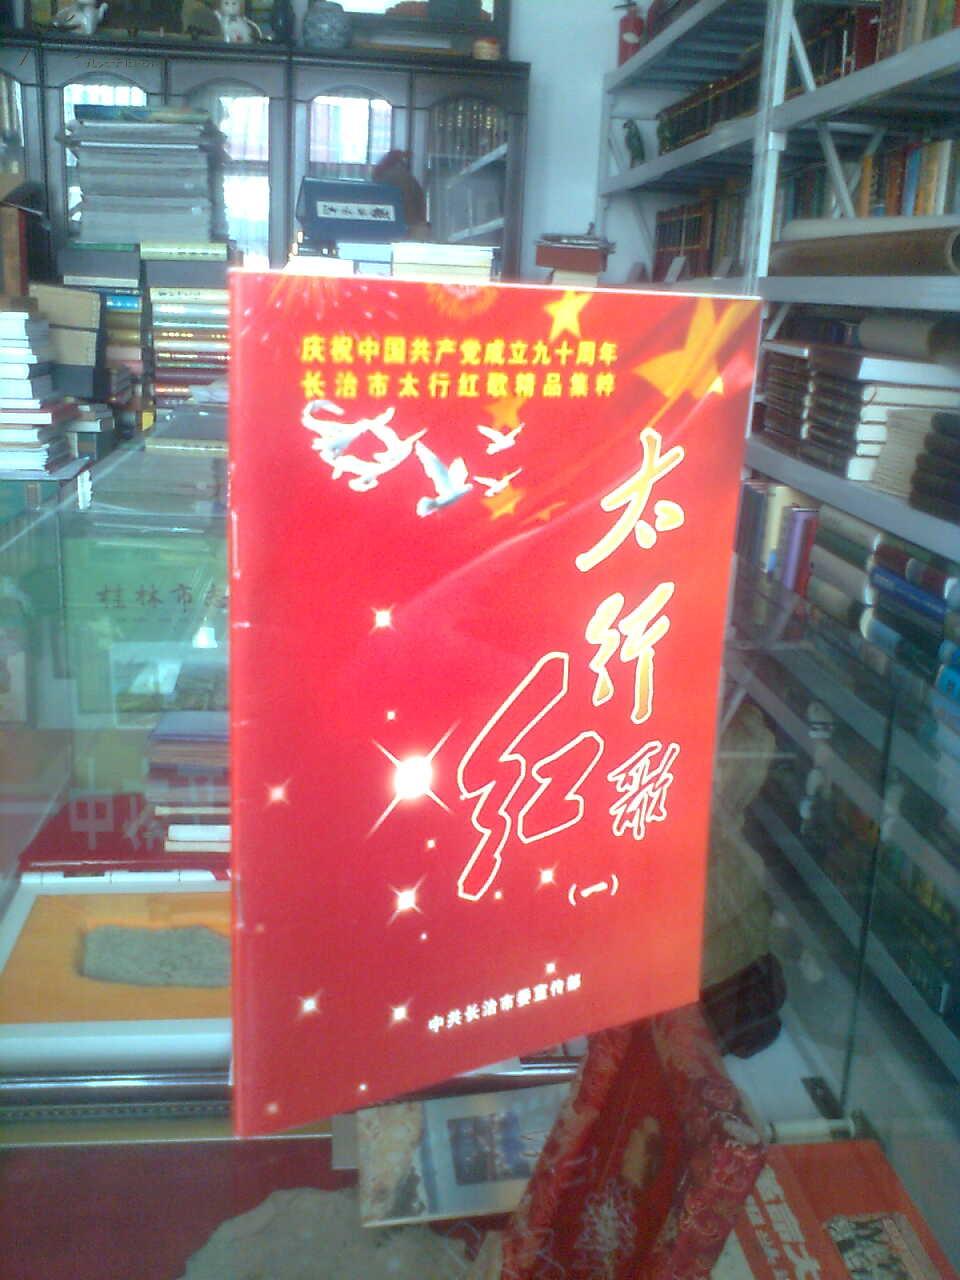 庆祝中国共产党成立九十周年
长治市太行红歌精品集粹
太行
红歌
（一）
中共长治市委宣传部
桂林市志